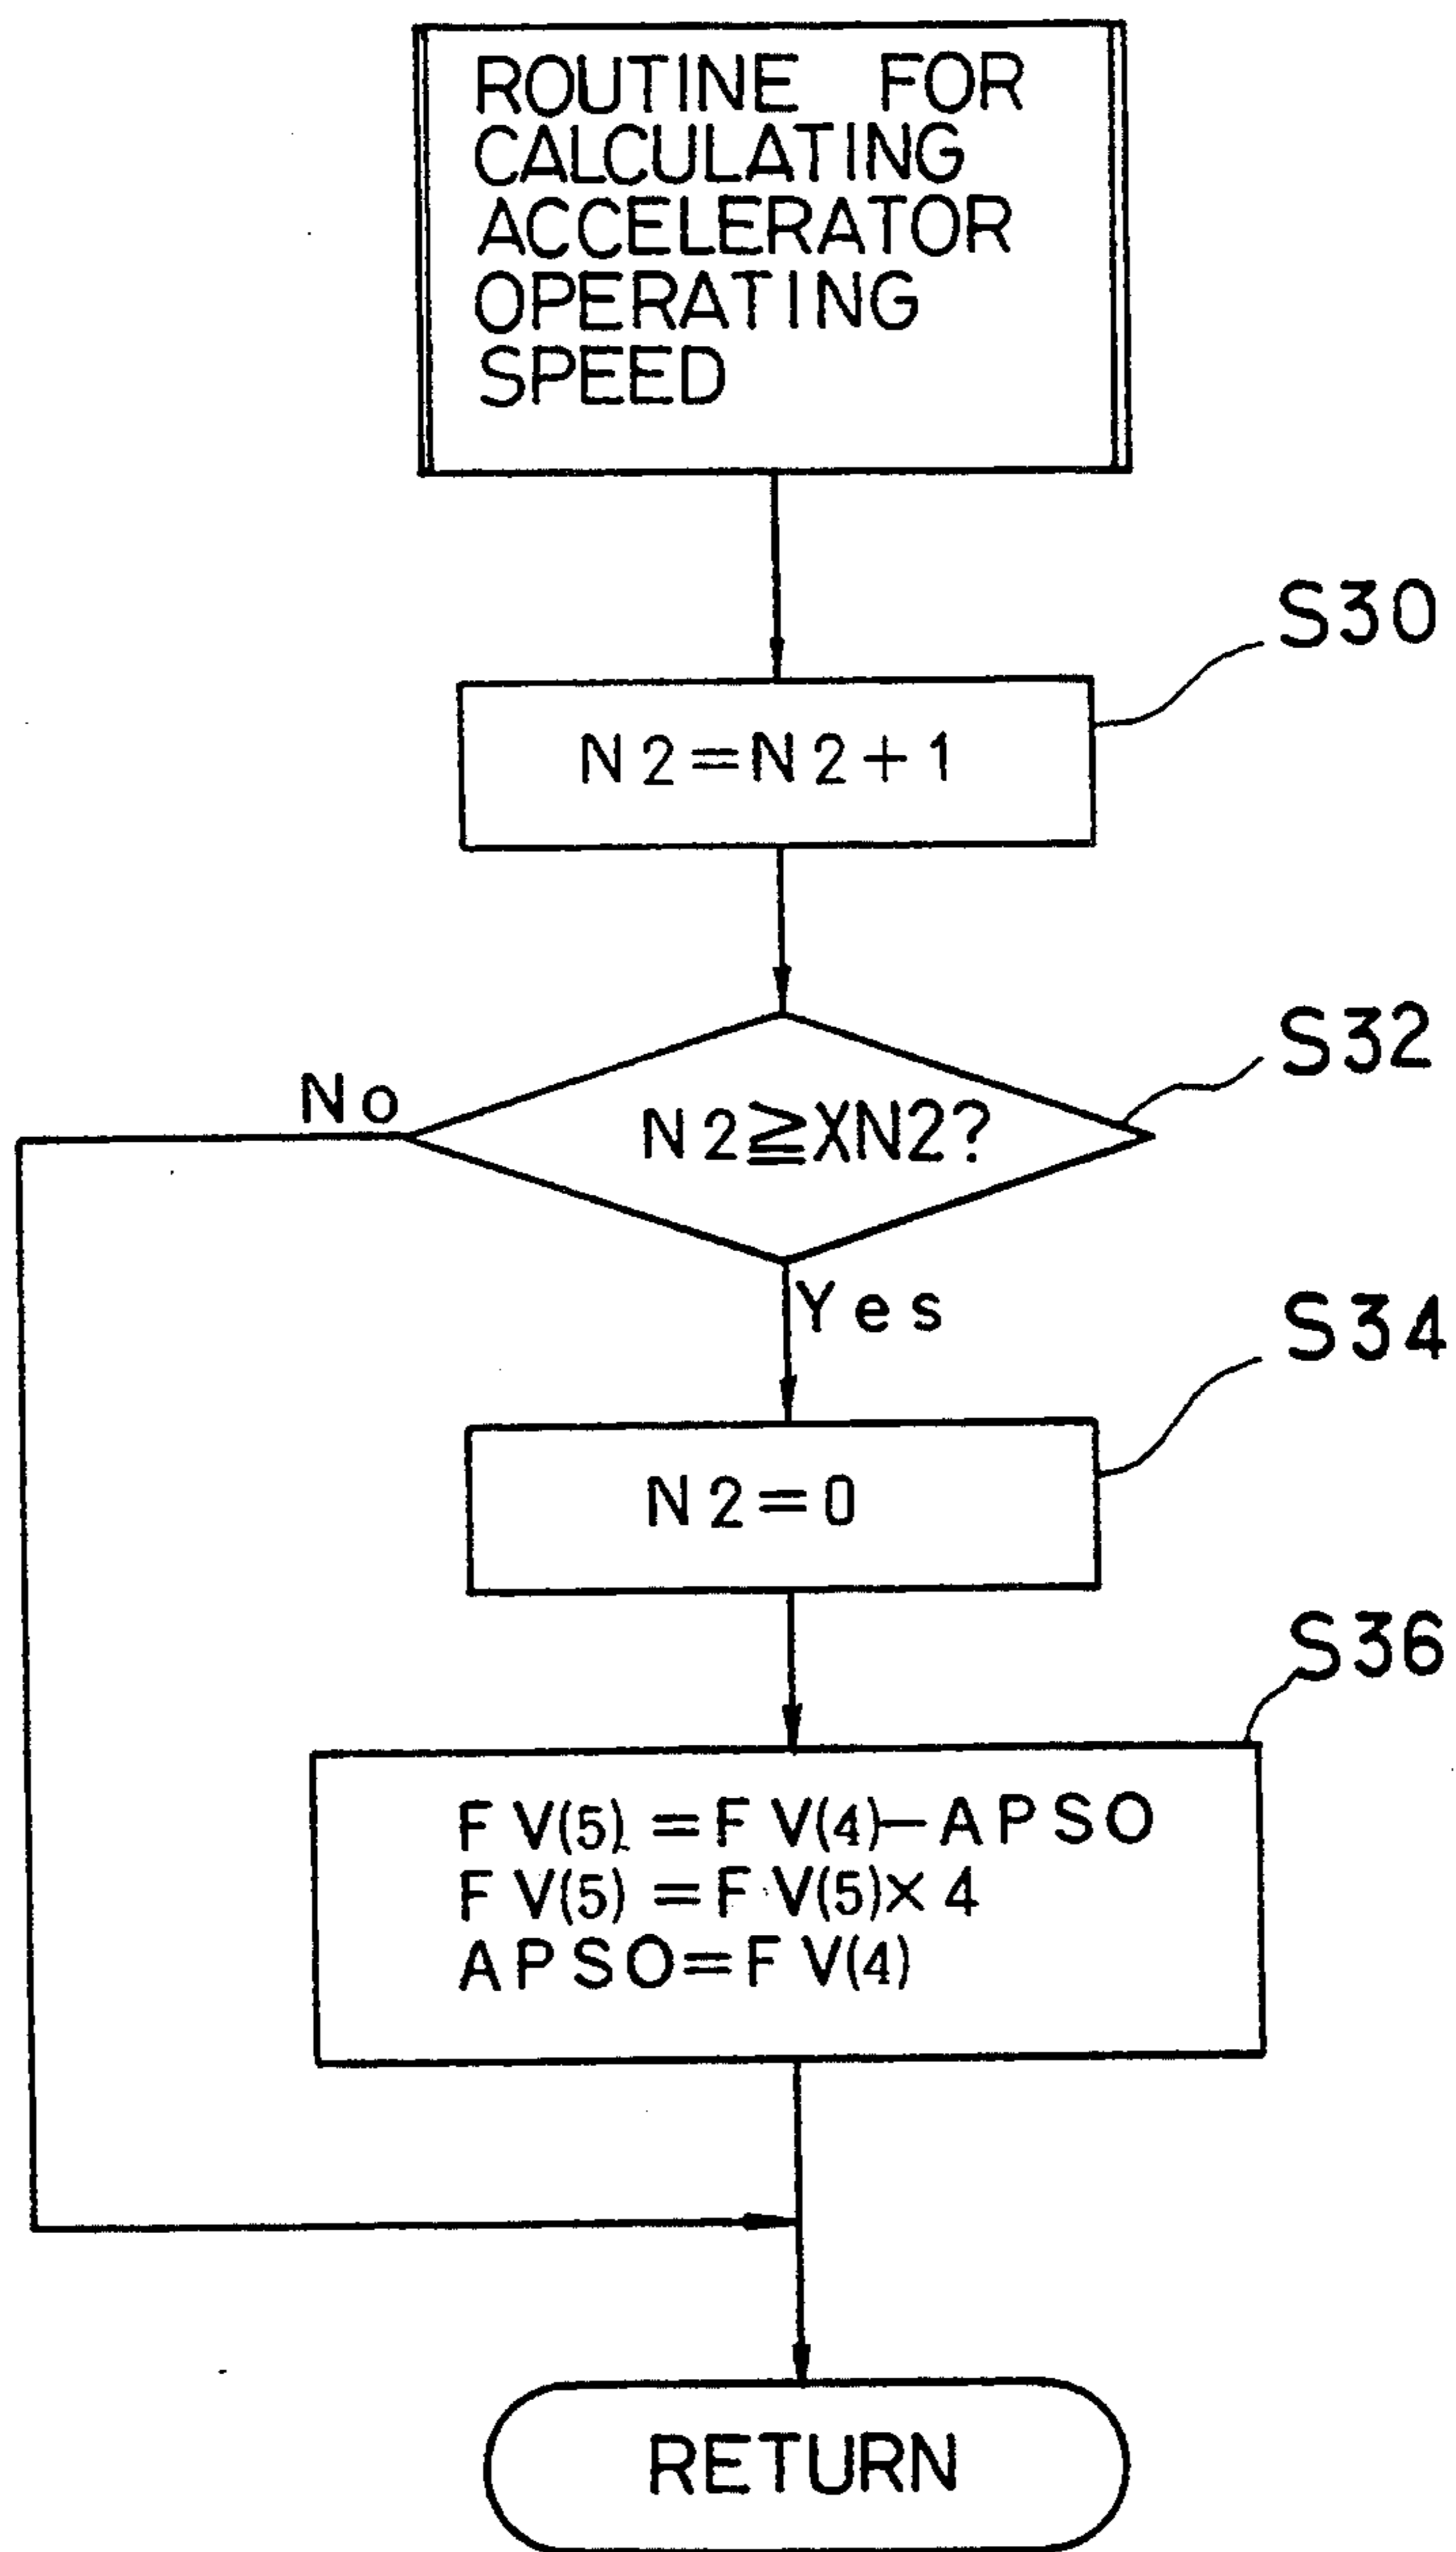 ROUTINE FOR
CALCULATING
ACCELERATOR
OPERATING
SPEED
S30
N2=N2+1
S32
No
N2≧XN2?
Yes
S34
N2=0
S36
FV(5)=FV(4)-APSO
FV(5)=FV(5)×4
APSO=FV(4)
RETURN